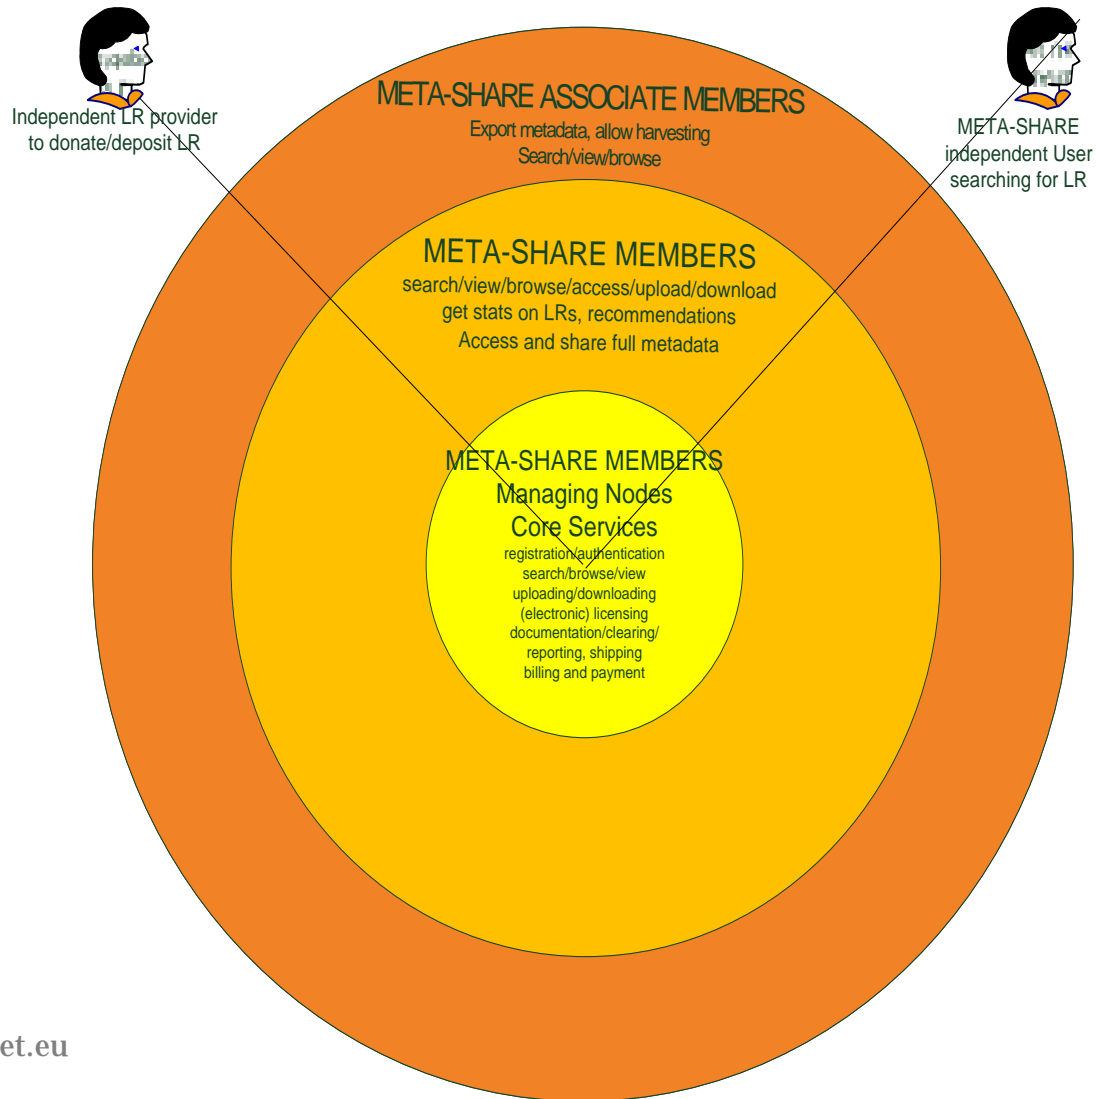 Independent LR provider
to donate/deposit LR
META-SHARE
independent User
searching for LR
META-SHARE ASSOCIATE MEMBERS
Export metadata, allow harvesting
Search/view/browse
META-SHARE MEMBERS
search/view/browse/access/upload/download
get stats on LRs, recommendations
Access and share full metadata
META-SHARE MEMBERS
Managing Nodes
Core Services
registration/authentication
search/browse/view
uploading/downloading
(electronic) licensing
documentation/clearing/
reporting, shipping
billing and payment
et.eu